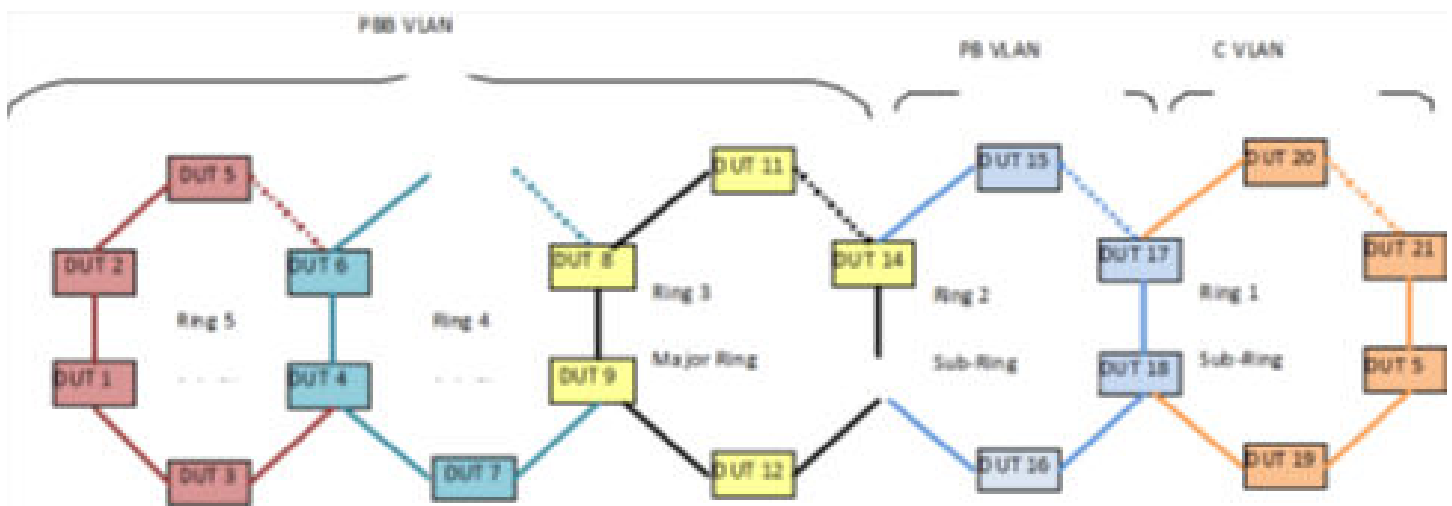 PBB VLAN
PB VLAN
C VLAN
DUT 5
DUT 11
DUT 15
DUT 20
DUT 2
DUT 6
DUT 8
DUT 14
DUT 17
DUT 21
Ring 5
Ring 4
Ring 3
Ring 2
Ring 1
Major Ring
Sub-Ring
Sub-Ring
DUT 1
DUT 4
DUT 9
DUT 18
DUT 5
DUT 3
DUT 7
DUT 12
DUT 16
DUT 19